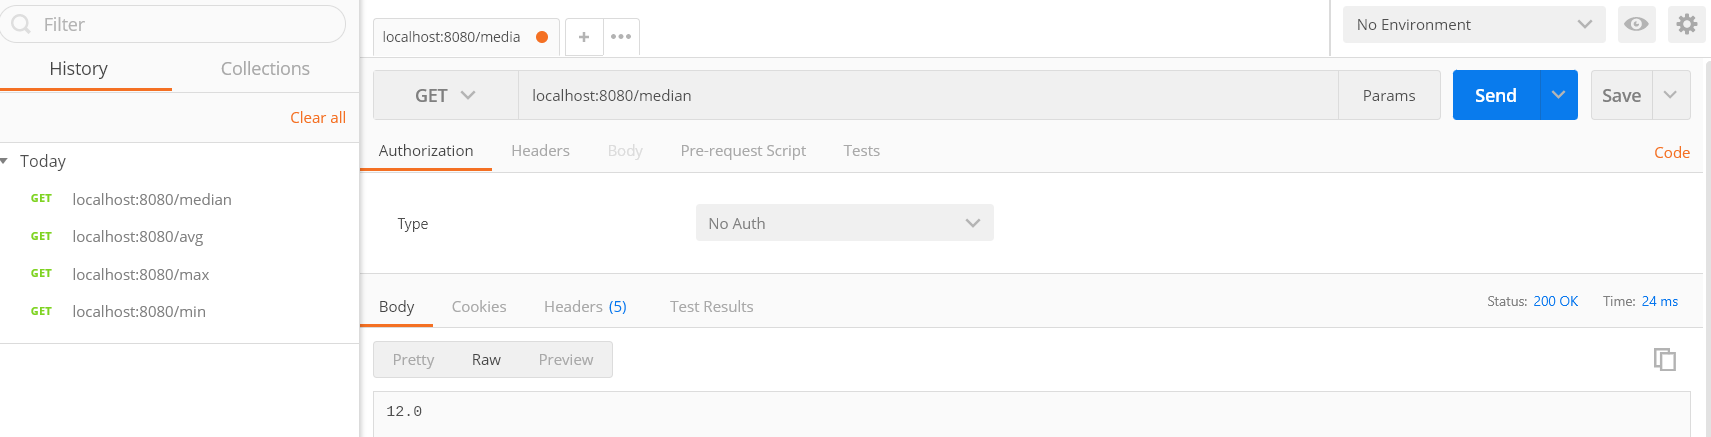 Filter
History Collections
Clear all
Today
GET localhost:8080/median
GET localhost:8080/avg
GET localhost:8080/max
GET localhost:8080/min
localhost:8080/media
No Environment
GET localhost:8080/median Params Send Save
Authorization Headers Body Pre-request Script Tests Code
Type No Auth
Body Cookies Headers (5) Test Results Status: 200 OK Time: 24 ms
Pretty Raw Preview
12.0